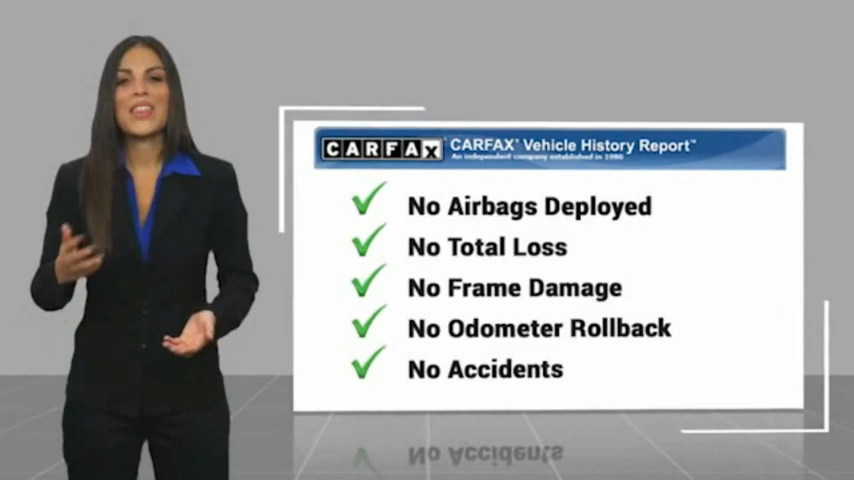 CARFAX CARFAX® Vehicle History Report™
An independent company established in 1986
No Airbags Deployed
No Total Loss
No Frame Damage
No Odometer Rollback
No Accidents
No Accidents